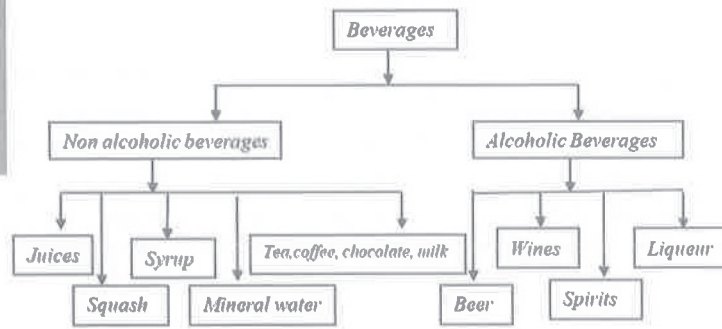 Beverages
Non alcoholic beverages
Alcoholic Beverages
Juices
Syrup
Tea,coffee, chocolate, milk
Wines
Liqueur
Squash
Mineral water
Beer
Spirits